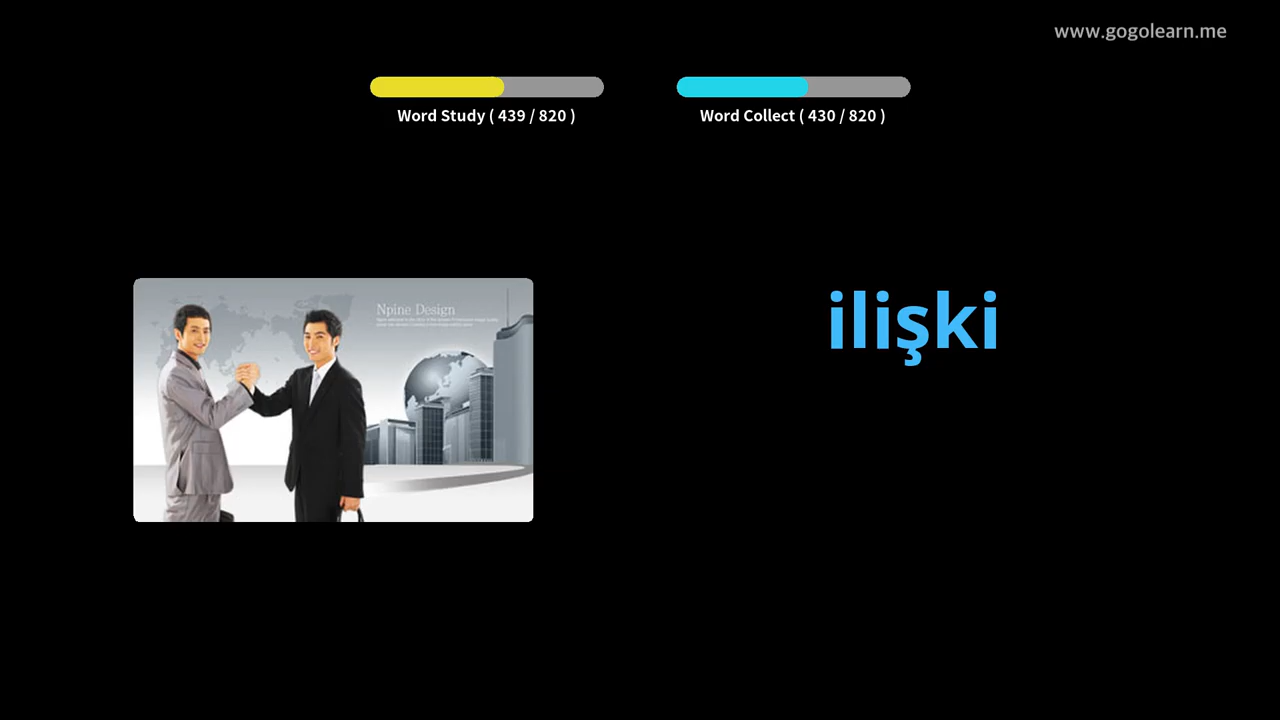 www.gogolearn.me
Word Study ( 439 / 820 )
Word Collect ( 430 / 820 )
Npine Design
ilişki